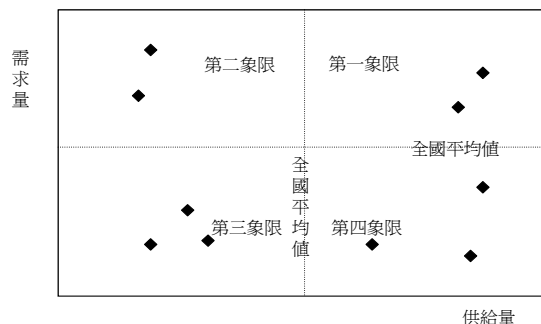 需求量
第二象限
第一象限
全國平均值
全國平均值
第三象限
第四象限
供給量